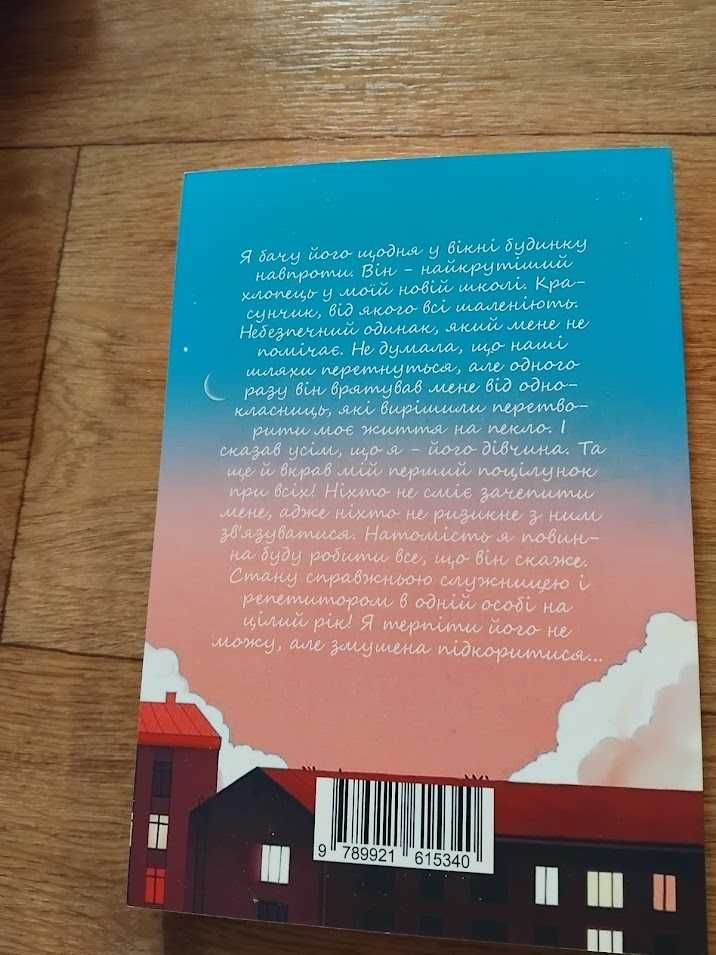 Я бачу його щодня у вікні будинку
навпроти. Він - найкрутіший
хлопець у моїй новій школі. Кра-
сунчик, від якого всі шаленіють.
Небезпечний одинак, який мене не
помічає. Не думала, що наші
шляхи перетнуться, але одного
разу він врятував мене від одно-
класниць, які вирішили перетво-
рити моє життя на пекло. І
сказав усім, що я - його дівчина. Та
ще й вкрав мій перший поцілунок
при всіх! Ніхто не сміє зачепити
мене, адже ніхто не ризикне з ним
зв'язуватися. Натомість я повин-
на буду робити все, що він скаже.
Стану справжньою служницею і
репетитором в одній особі на
цілий рік! Я терпіти його не
можу, але змушена підкоритися...
9 789921 615340